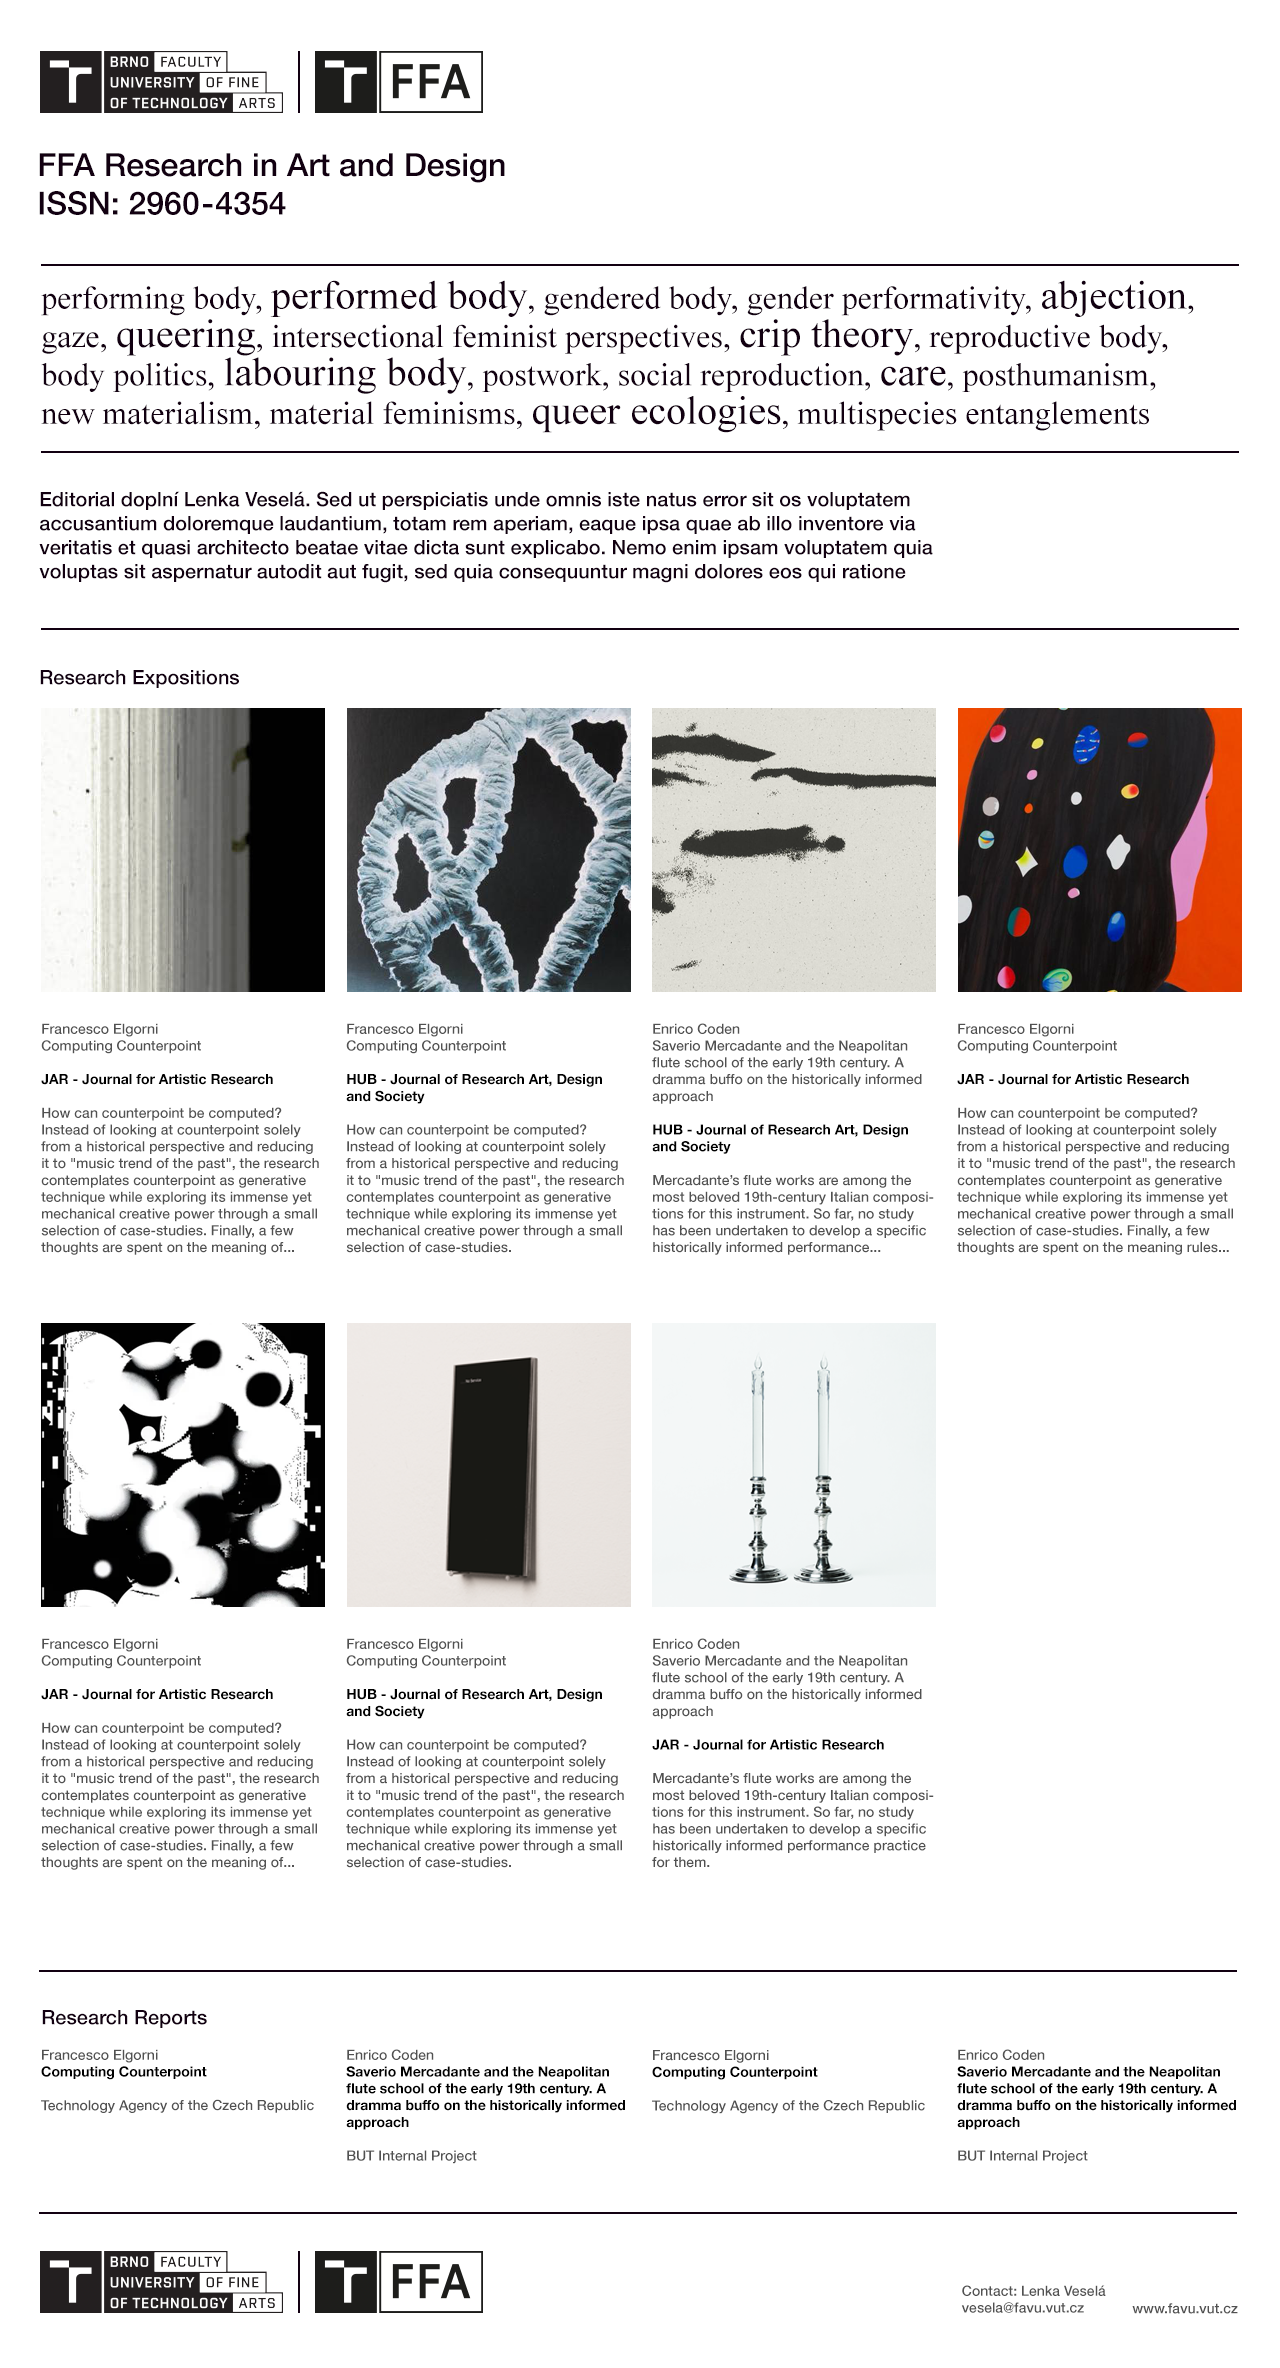 BRNO FACULTY
UNIVERSITY OF FINE
OF TECHNOLOGY ARTS
FFA
FFA Research in Art and Design
ISSN: 2960-4354
performing body, performed body, gendered body, gender performativity, abjection,
gaze, queering, intersectional feminist perspectives, crip theory, reproductive body,
body politics, labouring body, postwork, social reproduction, care, posthumanism,
new materialism, material feminisms, queer ecologies, multispecies entanglements
Editorial doplní Lenka Veselá. Sed ut perspiciatis unde omnis iste natus error sit os voluptatem
accusantium doloremque laudantium, totam rem aperiam, eaque ipsa quae ab illo inventore via
veritatis et quasi architecto beatae vitae dicta sunt explicabo. Nemo enim ipsam voluptatem quia
voluptas sit aspernatur autodit aut fugit, sed quia consequuntur magni dolores eos qui ratione
Research Expositions
Francesco Elgorni
Computing Counterpoint
JAR - Journal for Artistic Research
How can counterpoint be computed?
Instead of looking at counterpoint solely
from a historical perspective and reducing
it to "music trend of the past", the research
contemplates counterpoint as generative
technique while exploring its immense yet
mechanical creative power through a small
selection of case-studies. Finally, a few
thoughts are spent on the meaning of...
Francesco Elgorni
Computing Counterpoint
HUB - Journal of Research Art, Design
and Society
How can counterpoint be computed?
Instead of looking at counterpoint solely
from a historical perspective and reducing
it to "music trend of the past", the research
contemplates counterpoint as generative
technique while exploring its immense yet
mechanical creative power through a small
selection of case-studies.
Enrico Coden
Saverio Mercadante and the Neapolitan
flute school of the early 19th century. A
dramma buffo on the historically informed
approach
HUB - Journal of Research Art, Design
and Society
Mercadante’s flute works are among the
most beloved 19th-century Italian composi-
tions for this instrument. So far, no study
has been undertaken to develop a specific
historically informed performance...
Francesco Elgorni
Computing Counterpoint
JAR - Journal for Artistic Research
How can counterpoint be computed?
Instead of looking at counterpoint solely
from a historical perspective and reducing
it to "music trend of the past", the research
contemplates counterpoint as generative
technique while exploring its immense yet
mechanical creative power through a small
selection of case-studies. Finally, a few
thoughts are spent on the meaning rules...
Francesco Elgorni
Computing Counterpoint
JAR - Journal for Artistic Research
How can counterpoint be computed?
Instead of looking at counterpoint solely
from a historical perspective and reducing
it to "music trend of the past", the research
contemplates counterpoint as generative
technique while exploring its immense yet
mechanical creative power through a small
selection of case-studies. Finally, a few
thoughts are spent on the meaning of...
Francesco Elgorni
Computing Counterpoint
HUB - Journal of Research Art, Design
and Society
How can counterpoint be computed?
Instead of looking at counterpoint solely
from a historical perspective and reducing
it to "music trend of the past", the research
contemplates counterpoint as generative
technique while exploring its immense yet
mechanical creative power through a small
selection of case-studies.
Enrico Coden
Saverio Mercadante and the Neapolitan
flute school of the early 19th century. A
dramma buffo on the historically informed
approach
JAR - Journal for Artistic Research
Mercadante’s flute works are among the
most beloved 19th-century Italian composi-
tions for this instrument. So far, no study
has been undertaken to develop a specific
historically informed performance practice
for them.
Research Reports
Francesco Elgorni
Computing Counterpoint
Technology Agency of the Czech Republic
Enrico Coden
Saverio Mercadante and the Neapolitan
flute school of the early 19th century. A
dramma buffo on the historically informed
approach
BUT Internal Project
Francesco Elgorni
Computing Counterpoint
Technology Agency of the Czech Republic
Enrico Coden
Saverio Mercadante and the Neapolitan
flute school of the early 19th century. A
dramma buffo on the historically informed
approach
BUT Internal Project
BRNO FACULTY
UNIVERSITY OF FINE
OF TECHNOLOGY ARTS
FFA
Contact: Lenka Veselá
vesela@favu.vut.cz
www.favu.vut.cz